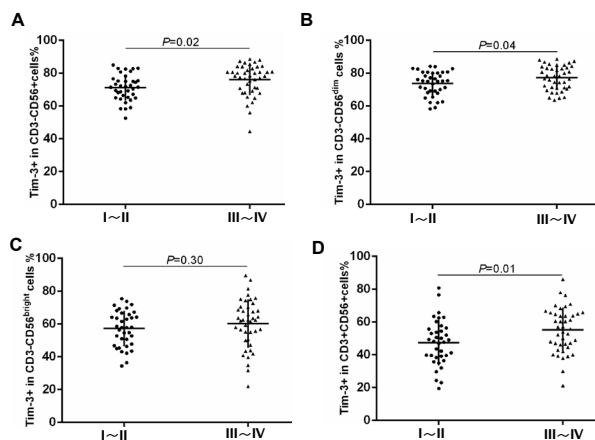 A
P=0.02
Tim-3+ in CD3-CD56+cells%
100
80
60
40
20
0
I~II
III~IV
B
P=0.04
Tim-3+ in CD3-CD56dim cells %
100
80
60
40
20
0
I~II
III~IV
C
P=0.30
Tim-3+ in CD3-CD56bright cells %
100
80
60
40
20
0
I~II
III~IV
D
P=0.01
Tim-3+ in CD3+CD56+cells%
100
80
60
40
20
0
I~II
III~IV